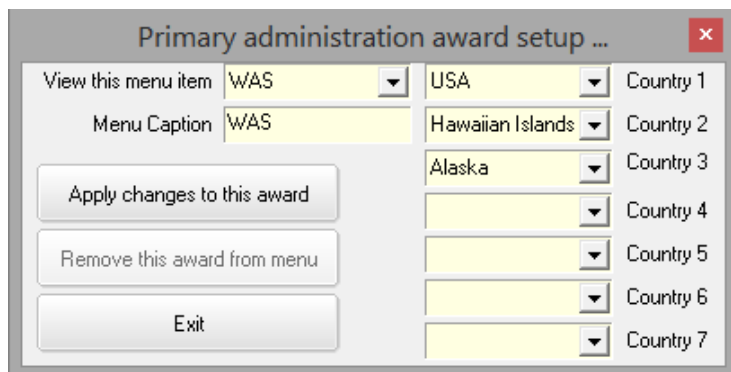 Primary administration award setup ...
View this menu item WAS USA Country 1
Menu Caption WAS Hawaiian Islands Country 2
Alaska Country 3
Apply changes to this award
Country 4
Remove this award from menu
Country 5
Exit
Country 6
Country 7